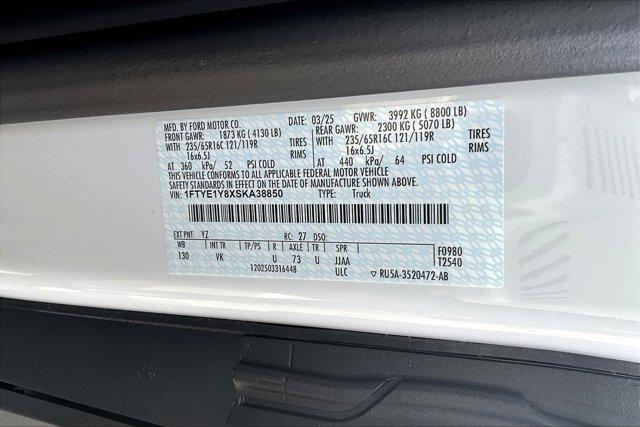 MFD. BY FORD MOTOR CO. DATE: 03/25 GVWR: 3992 KG ( 8800 LB)
FRONT GAWR: 1873 KG ( 4130 LB) REAR GAWR: 2300 KG ( 5070 LB)
WITH 235/65R16C 121/119R TIRES WITH 235/65R16C 121/119R TIRES
16x6.5J RIMS 16x6.5J RIMS
AT 360 kPa/ 52 PSI COLD AT 440 kPa/ 64 PSI COLD
THIS VEHICLE CONFORMS TO ALL APPLICABLE FEDERAL MOTOR VEHICLE
SAFETY STANDARDS IN EFFECT ON THE DATE OF MANUFACTURE SHOWN ABOVE.
VIN: 1FTYE1Y8XSKA38850 TYPE: Truck
EXT PNT: YZ RC: 27 DSO:
WB INT TR TP/PS R AXLE TR SPR F0980
130 VK U 73 U JJAA T2540
1202503316448 ULC RU5A-3520472-AB